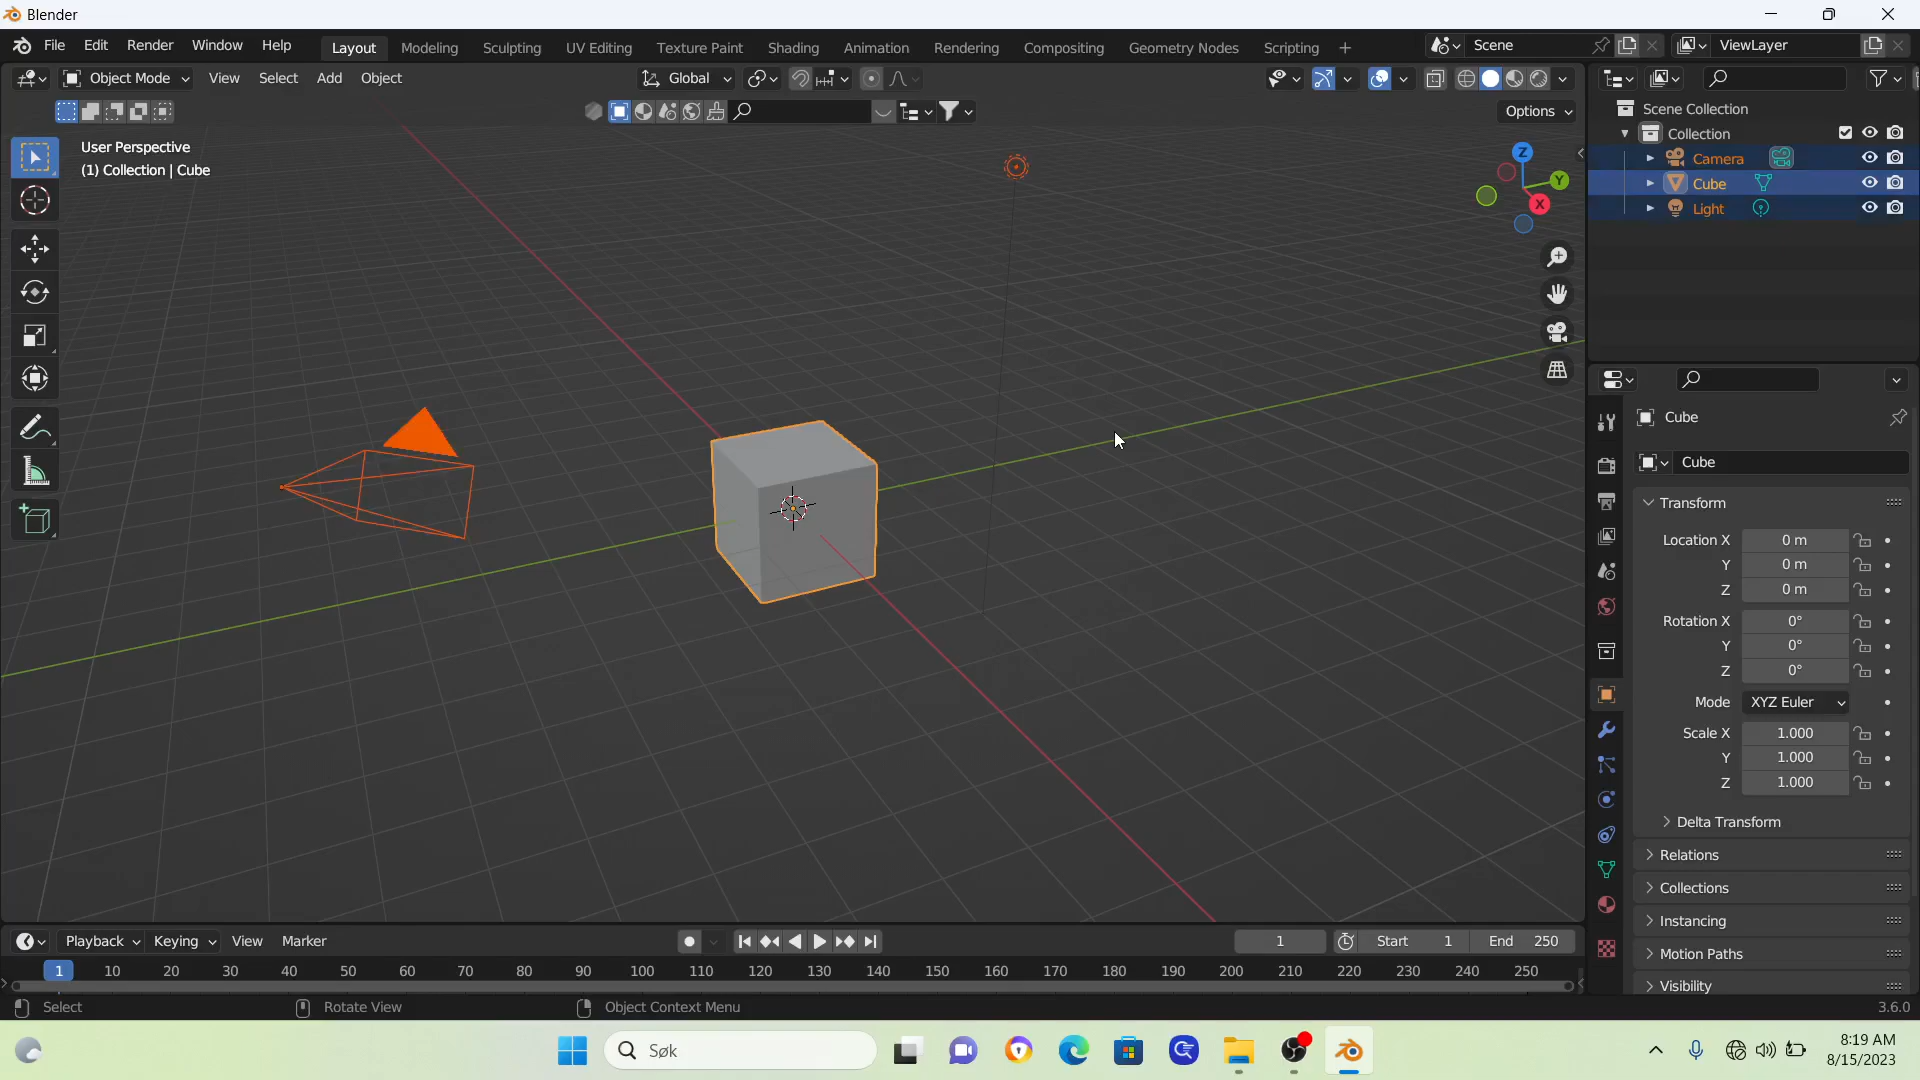 Blender
File Edit Render Window Help Layout Modeling Sculpting UV Editing Texture Paint Shading Animation Rendering Compositing Geometry Nodes Scripting + Scene ViewLayer
Object Mode View Select Add Object Global
Options
User Perspective
(1) Collection | Cube
Z
Y
X
Scene Collection
Collection
Camera
Cube
Light
Cube
Cube
Transform
Location X 0 m
Y 0 m
Z 0 m
Rotation X 0°
Y 0°
Z 0°
Mode XYZ Euler
Scale X 1.000
Y 1.000
Z 1.000
Delta Transform
Relations
Collections
Instancing
Motion Paths
Visibility
Playback Keying View Marker 1 Start 1 End 250
1 10 20 30 40 50 60 70 80 90 100 110 120 130 140 150 160 170 180 190 200 210 220 230 240 250
Select Rotate View Object Context Menu 3.6.0
Søk
8:19 AM
8/15/2023